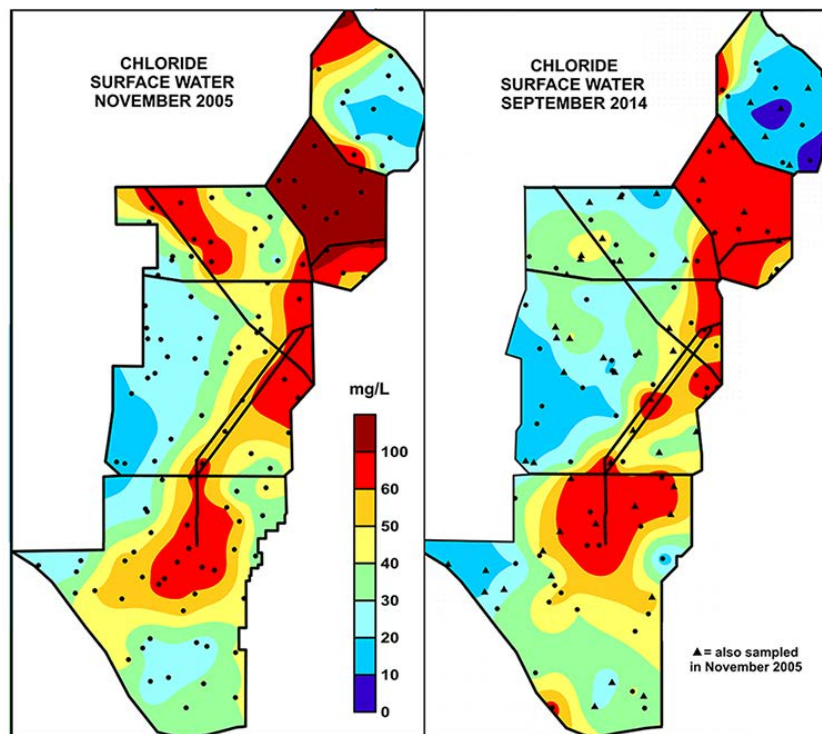 CHLORIDE
SURFACE WATER
NOVEMBER 2005
CHLORIDE
SURFACE WATER
SEPTEMBER 2014
mg/L
100
60
50
40
30
20
10
0
▲= also sampled
in November 2005